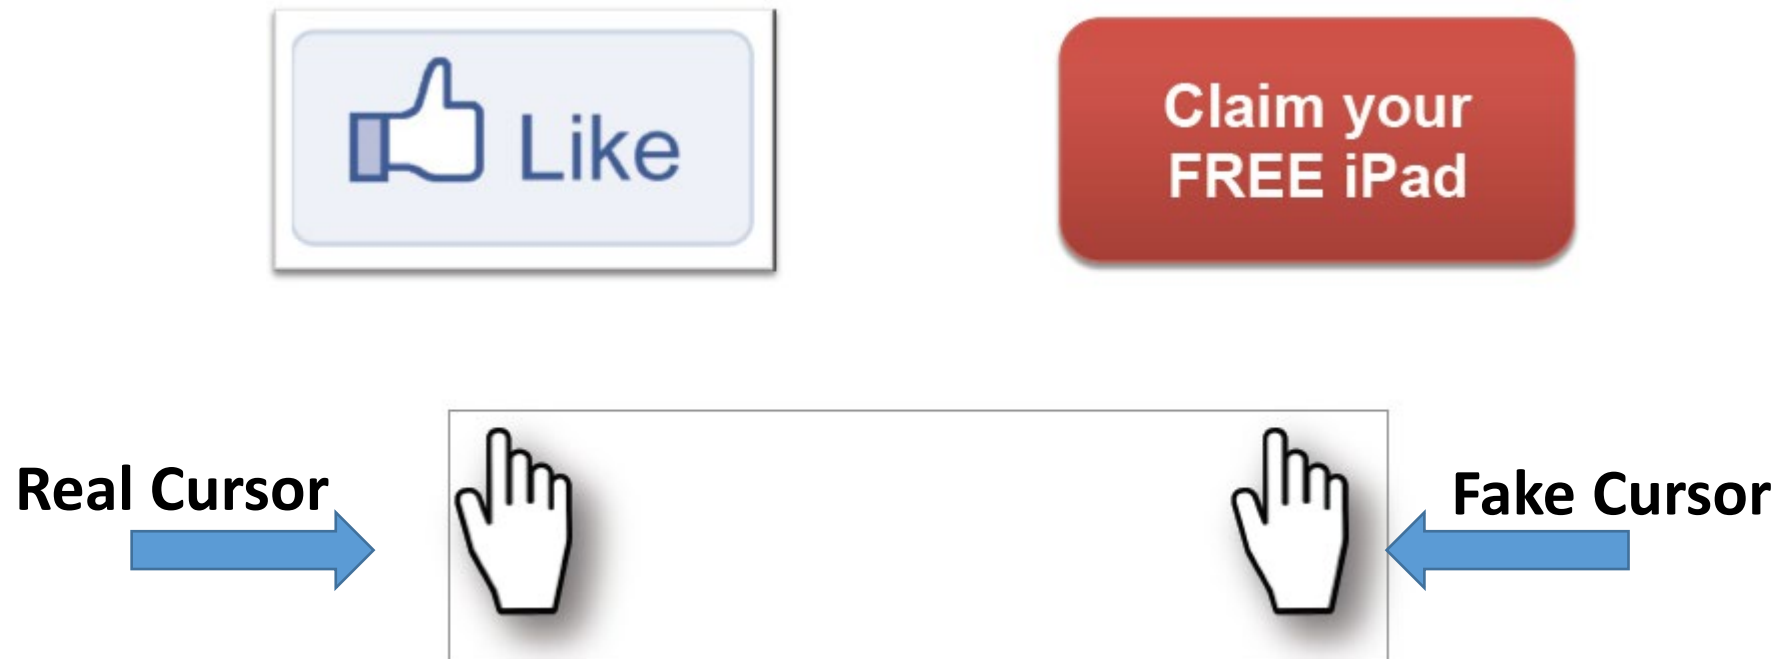 Like
Claim your
FREE iPad
Real Cursor
Fake Cursor